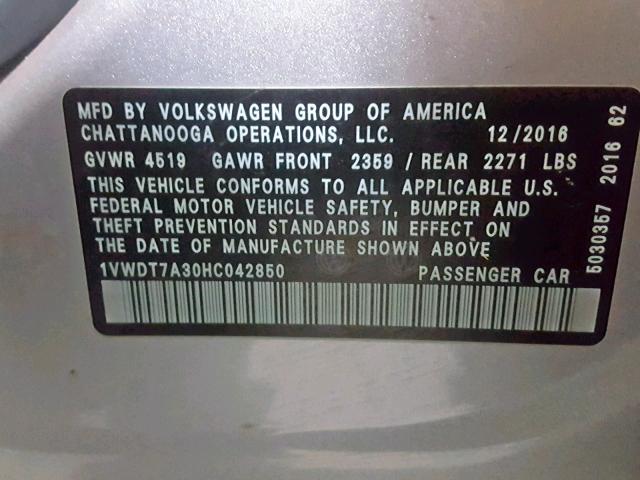 MFD BY VOLKSWAGEN GROUP OF AMERICA
CHATTANOOGA OPERATIONS, LLC. 12/2016
GVWR 4519 GAWR FRONT 2359 / REAR 2271 LBS
THIS VEHICLE CONFORMS TO ALL APPLICABLE U.S.
FEDERAL MOTOR VEHICLE SAFETY, BUMPER AND
THEFT PREVENTION STANDARDS IN EFFECT ON
THE DATE OF MANUFACTURE SHOWN ABOVE
1VWDT7A30HC042850 PASSENGER CAR
5030357 2016 62